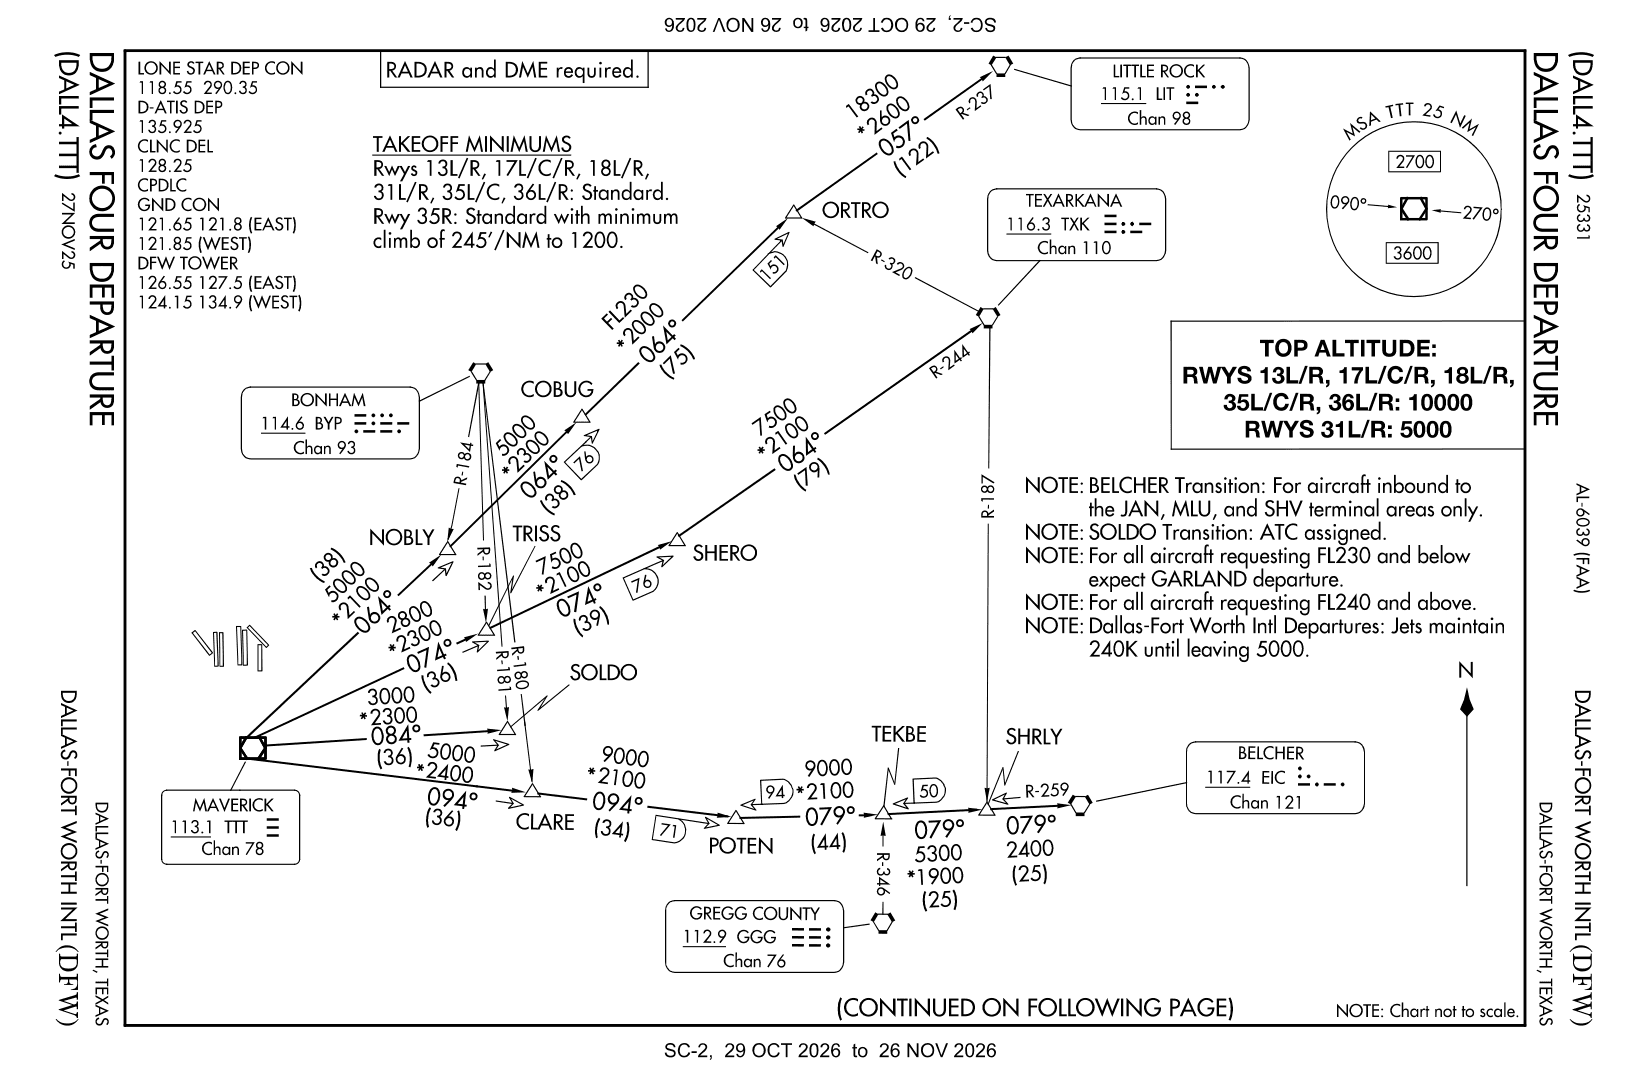 SC-2, 29 OCT 2026 to 26 NOV 2026
DALLAS FOUR DEPARTURE
(DALL4.TTT) 27NOV25
DALLAS-FORT WORTH INTL (DFW)
DALLAS-FORT WORTH, TEXAS
LONE STAR DEP CON
118.55 290.35
D-ATIS DEP
135.925
CLNC DEL
128.25
CPDLC
GND CON
121.65 121.8 (EAST)
121.85 (WEST)
DFW TOWER
126.55 127.5 (EAST)
124.15 134.9 (WEST)
RADAR and DME required.
TAKEOFF MINIMUMS
Rwys 13L/R, 17L/C/R, 18L/R,
31L/R, 35L/C, 36L/R: Standard.
Rwy 35R: Standard with minimum
climb of 245'/NM to 1200.
18300
*2600
057°
(122)
R-237
LITTLE ROCK
115.1 LIT
Chan 98
MSA TTT 25 NM
2700
090°
270°
3600
ORTRO
TEXARKANA
116.3 TXK
Chan 110
R-320
151
FL230
*2000
064°
(75)
R-244
TOP ALTITUDE:
RWYS 13L/R, 17L/C/R, 18L/R,
35L/C/R, 36L/R: 10000
RWYS 31L/R: 5000
BONHAM
114.6 BYP
Chan 93
COBUG
5000
*2300
064°
(38)
76
R-184
7500
*2100
064°
(79)
R-187
NOTE: BELCHER Transition: For aircraft inbound to
the JAN, MLU, and SHV terminal areas only.
NOTE: SOLDO Transition: ATC assigned.
NOTE: For all aircraft requesting FL230 and below
expect GARLAND departure.
NOTE: For all aircraft requesting FL240 and above.
NOTE: Dallas-Fort Worth Intl Departures: Jets maintain
240K until leaving 5000.
NOBLY
TRISS
SHERO
(38)
5000
*2100
064°
R-182
7500
*2100
074°
(39)
76
2800
*2300
074°
(36)
R-181
R-180
SOLDO
3000
*2300
084°
(36)
N
5000
*2400
094°
(36)
CLARE
9000
*2100
094°
(34)
71
94
POTEN
9000
*2100
079°
(44)
TEKBE
50
SHRLY
R-259
079°
5300
*1900
(25)
079°
2400
(25)
BELCHER
117.4 EIC
Chan 121
MAVERICK
113.1 TTT
Chan 78
R-346
GREGG COUNTY
112.9 GGG
Chan 76
(CONTINUED ON FOLLOWING PAGE)
NOTE: Chart not to scale.
DALLAS FOUR DEPARTURE
(DALL4.TTT) 25331
AL-6039 (FAA)
DALLAS-FORT WORTH INTL (DFW)
DALLAS-FORT WORTH, TEXAS
SC-2, 29 OCT 2026 to 26 NOV 2026